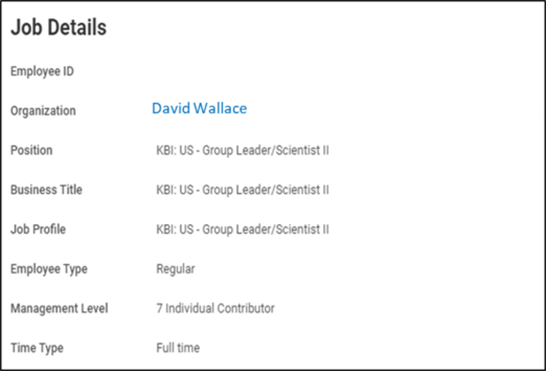 Job Details
Employee ID
Organization David Wallace
Position KBI: US - Group Leader/Scientist II
Business Title KBI: US - Group Leader/Scientist II
Job Profile KBI: US - Group Leader/Scientist II
Employee Type Regular
Management Level 7 Individual Contributor
Time Type Full time